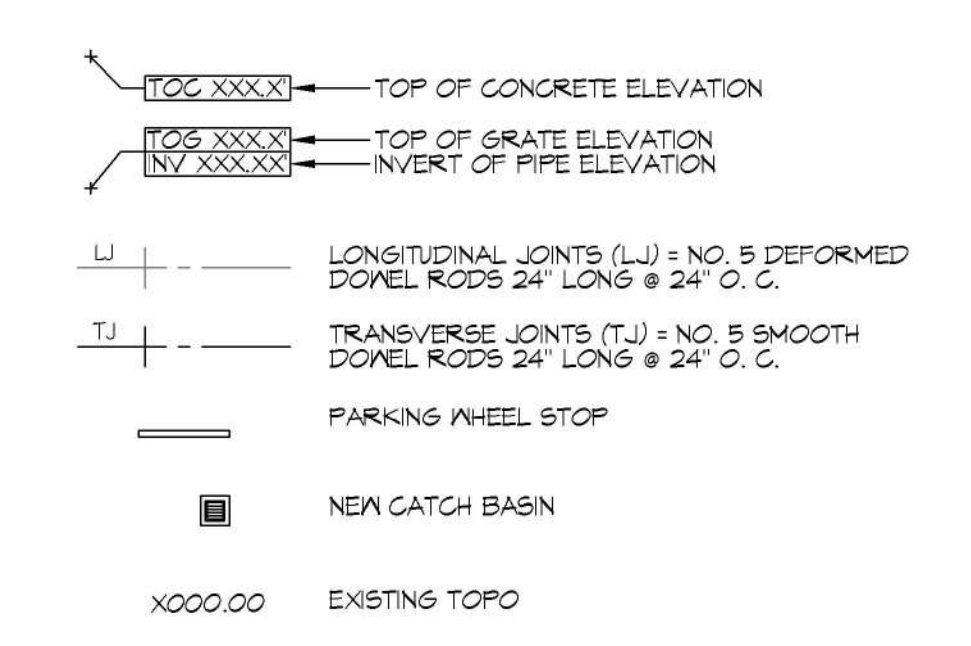 TOC XXX.X' TOP OF CONCRETE ELEVATION
TOG XXX.X' TOP OF GRATE ELEVATION
INV XXX.XX' INVERT OF PIPE ELEVATION
LJ LONGITUDINAL JOINTS (LJ) = NO. 5 DEFORMED
DOWEL RODS 24" LONG @ 24" O. C.
TJ TRANSVERSE JOINTS (TJ) = NO. 5 SMOOTH
DOWEL RODS 24" LONG @ 24" O. C.
PARKING WHEEL STOP
NEW CATCH BASIN
X000.00 EXISTING TOPO